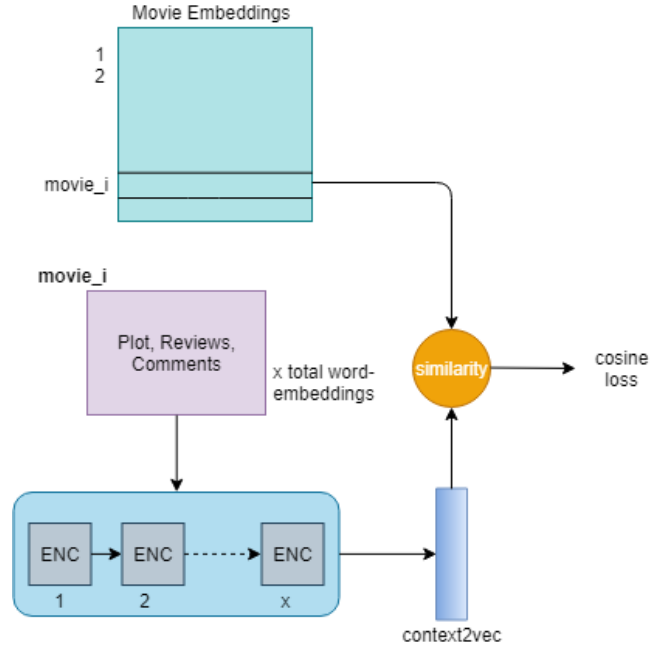 Movie Embeddings
1
2
movie_i
movie_i
Plot, Reviews,
Comments
x total word-
embeddings
similarity
cosine
loss
ENC
ENC
ENC
1
2
x
context2vec